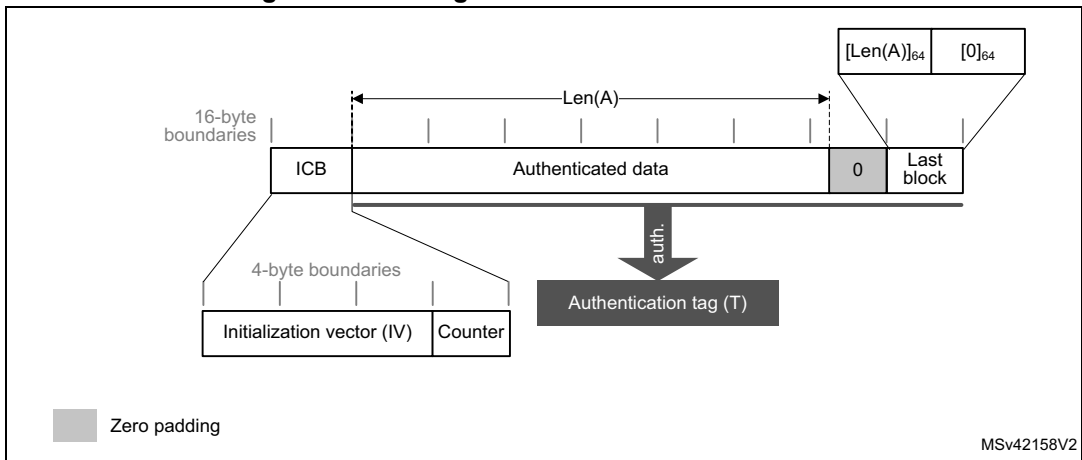 [Len(A)]64 [0]64
Len(A)
16-byte
boundaries
ICB Authenticated data 0 Last
block
auth.
4-byte boundaries
Authentication tag (T)
Initialization vector (IV) Counter
Zero padding
MSv42158V2